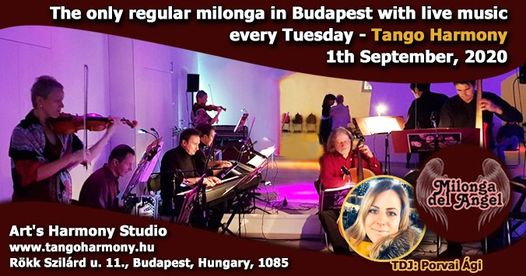 The only regular milonga in Budapest with live music
every Tuesday - Tango Harmony
1th September, 2020
Milonga
del Angel
Art's Harmony Studio
www.tangoharmony.hu
Rökk Szilárd u. 11., Budapest, Hungary, 1085
TDJ: Porvai Ági